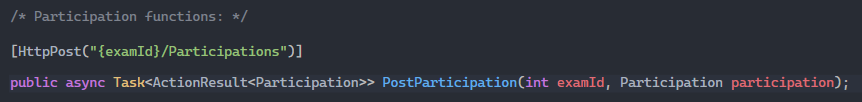 /* Participation functions: */
[HttpPost("{examId}/Participations")]
public async Task<ActionResult<Participation>> PostParticipation(int examId, Participation participation);